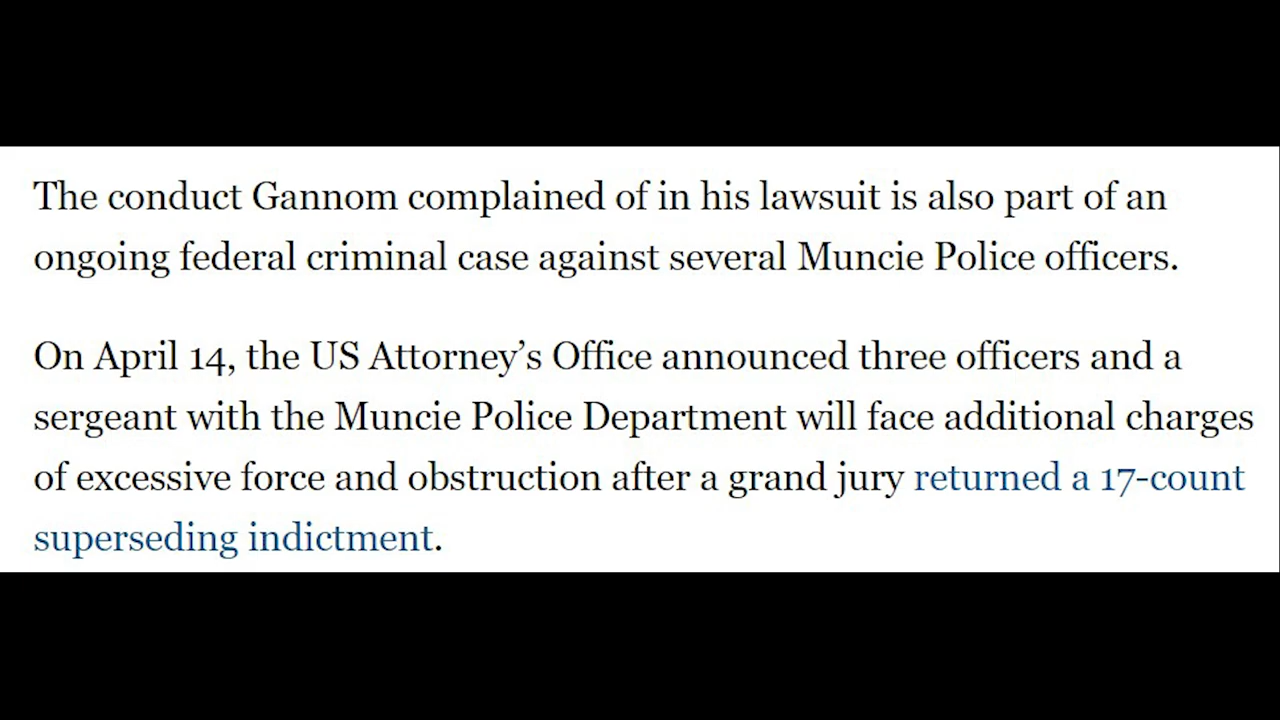 The conduct Gannom complained of in his lawsuit is also part of an
ongoing federal criminal case against several Muncie Police officers.
On April 14, the US Attorney’s Office announced three officers and a
sergeant with the Muncie Police Department will face additional charges
of excessive force and obstruction after a grand jury returned a 17-count
superseding indictment.